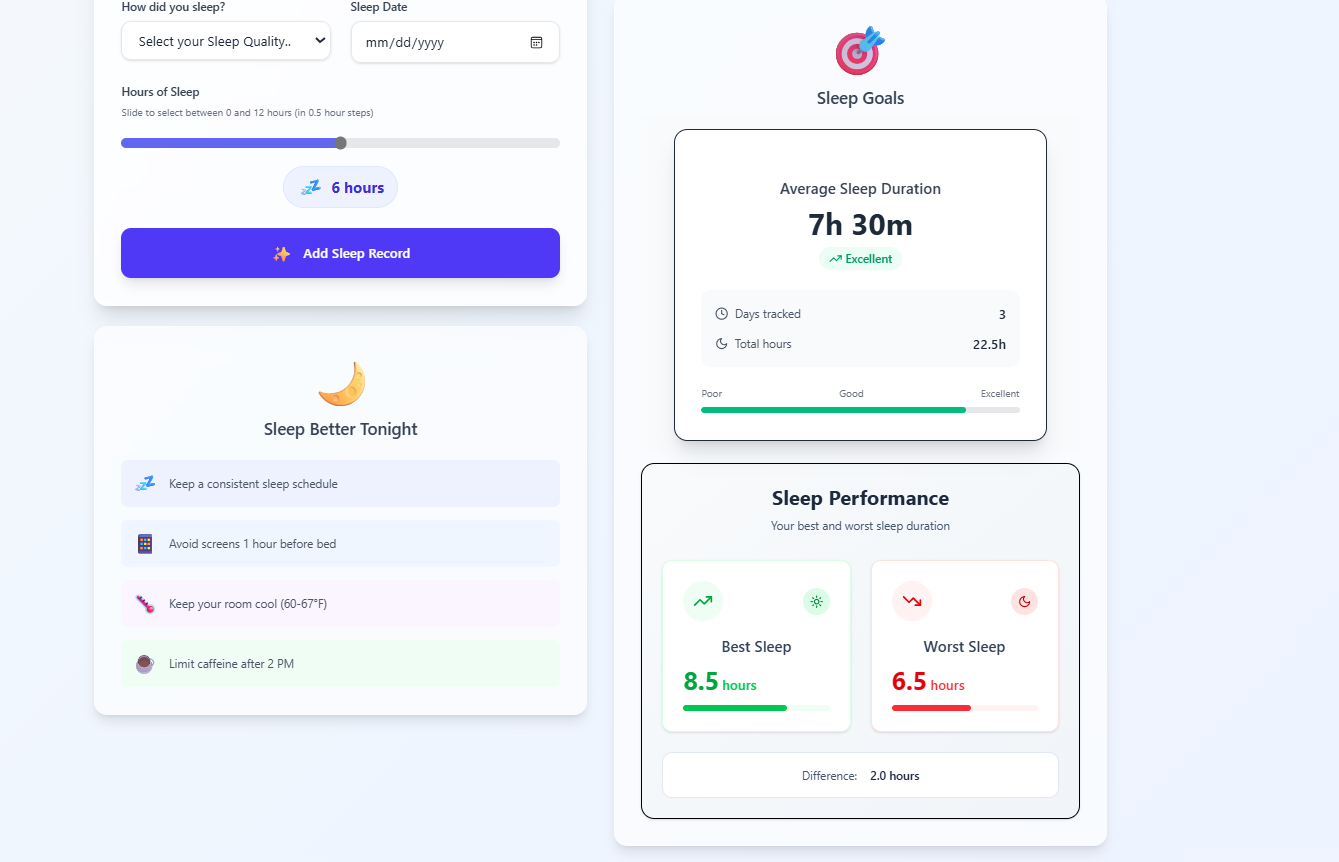 How did you sleep?
Sleep Date
Select your Sleep Quality..
mm/dd/yyyy
Hours of Sleep
Slide to select between 0 and 12 hours (in 0.5 hour steps)
6 hours
Add Sleep Record
Sleep Better Tonight
Keep a consistent sleep schedule
Avoid screens 1 hour before bed
Keep your room cool (60-67°F)
Limit caffeine after 2 PM
Sleep Goals
Average Sleep Duration
7h 30m
Excellent
Days tracked 3
Total hours 22.5h
Poor Good Excellent
Sleep Performance
Your best and worst sleep duration
Best Sleep
8.5 hours
Worst Sleep
6.5 hours
Difference: 2.0 hours